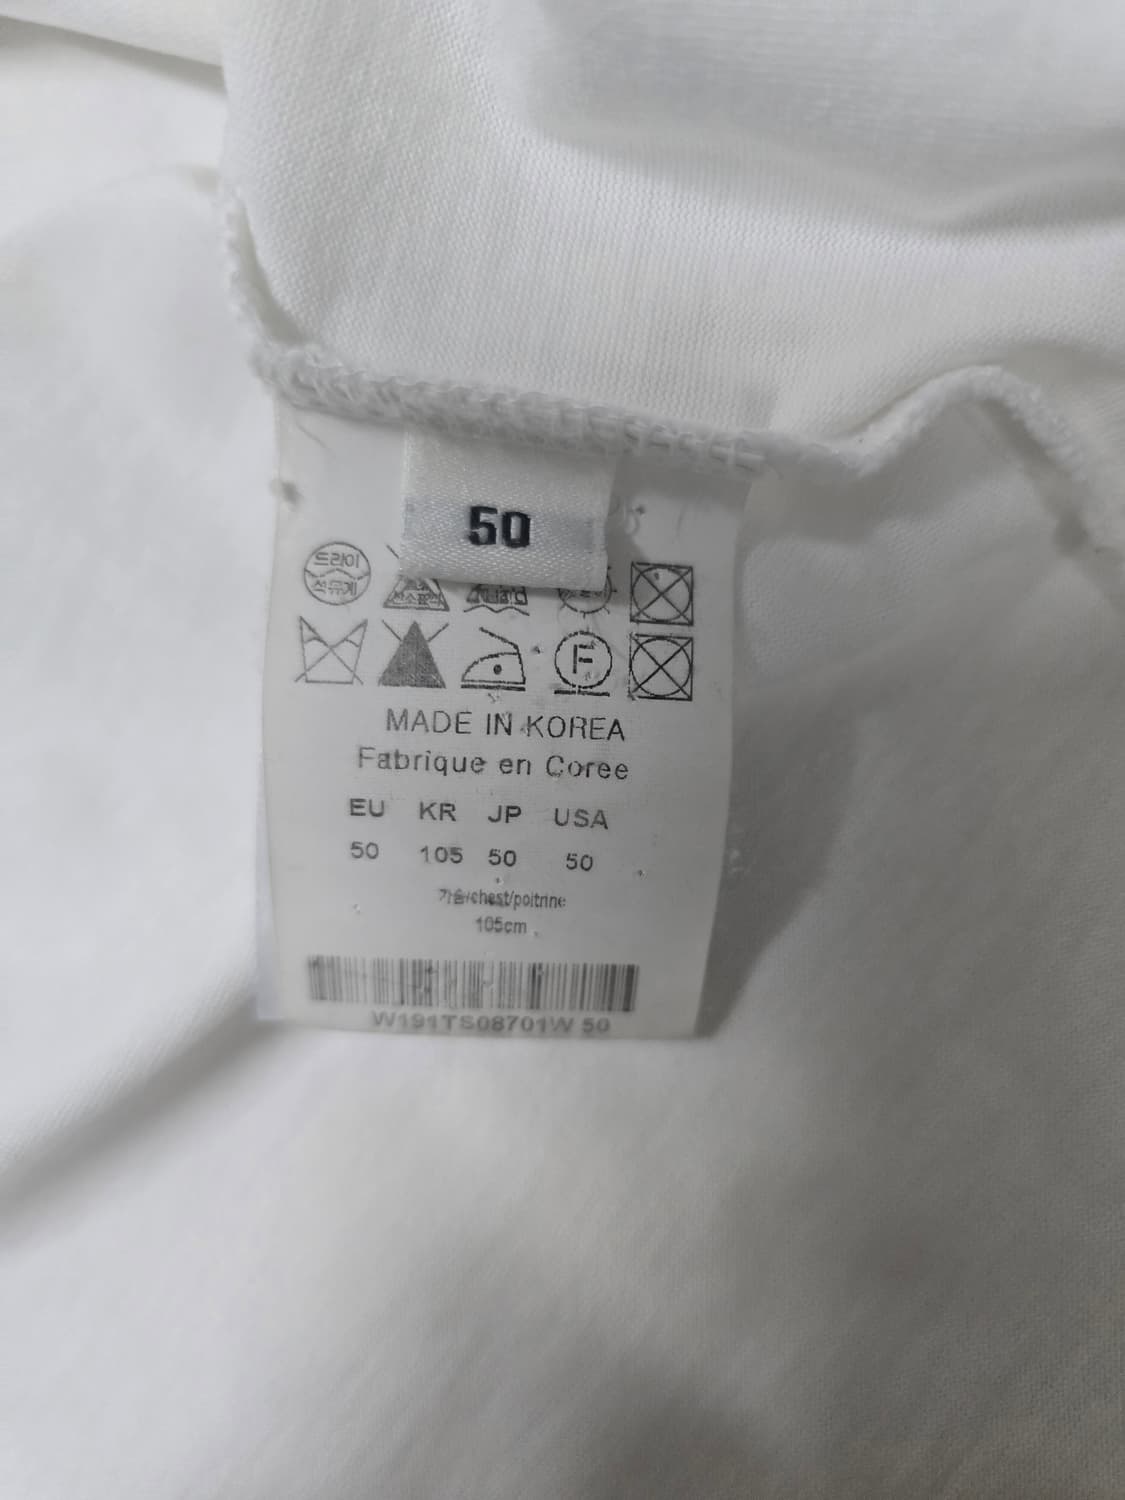 50
드라이
석유계
F
MADE IN KOREA
Fabrique en Coree
EU KR JP USA
50 105 50 50
가슴/chest/poitrine
105cm
W191TS08701W 50